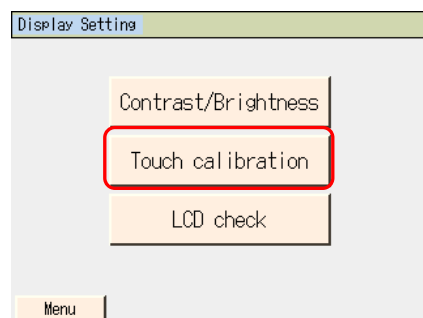 Display Setting
Contrast/Brightness
Touch calibration
LCD check
Menu